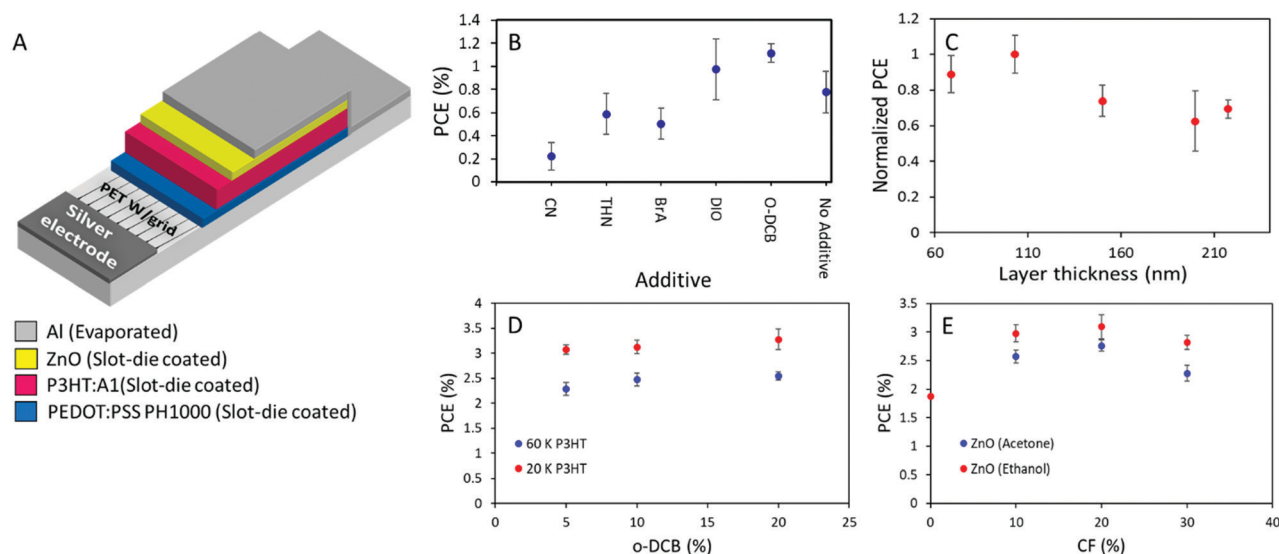 A
PET W/grid
Silver
electrode
Al (Evaporated)
ZnO (Slot-die coated)
P3HT:A1(Slot-die coated)
PEDOT:PSS PH1000 (Slot-die coated)
B
PCE (%)
1.4
1.2
1
0.8
0.6
0.4
0.2
0
CN
THN
BrA
DIO
O-DCB
No Additive
Additive
C
Normalized PCE
1.2
1
0.8
0.6
0.4
0.2
0
60
110
160
210
Layer thickness (nm)
D
PCE (%)
4
3.5
3
2.5
2
1.5
1
0.5
0
60 K P3HT
20 K P3HT
0
5
10
15
20
25
o-DCB (%)
E
PCE (%)
3.5
3
2.5
2
1.5
1
0.5
0
ZnO (Acetone)
ZnO (Ethanol)
0
10
20
30
40
CF (%)